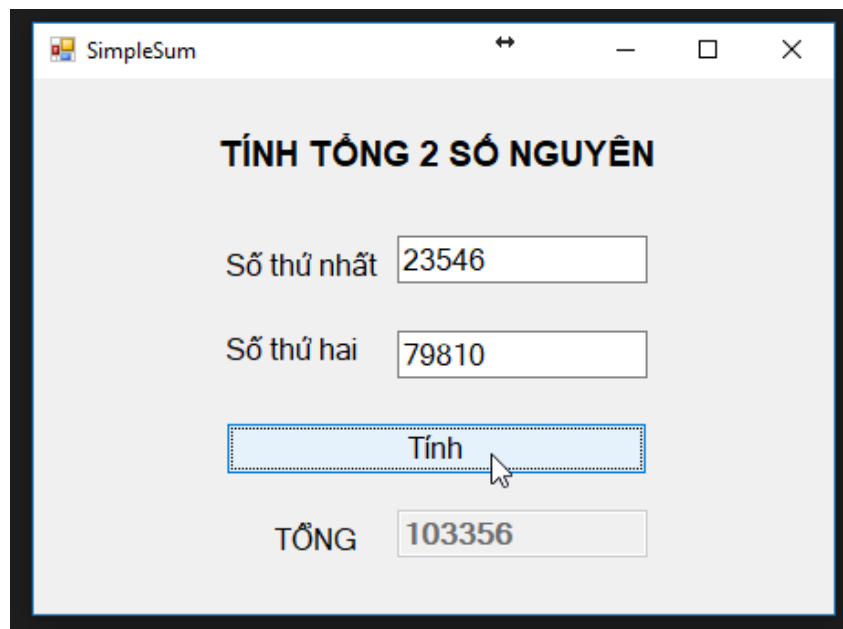 SimpleSum
TÍNH TỔNG 2 SỐ NGUYÊN
Số thứ nhất 23546
Số thứ hai 79810
Tính
TỔNG 103356